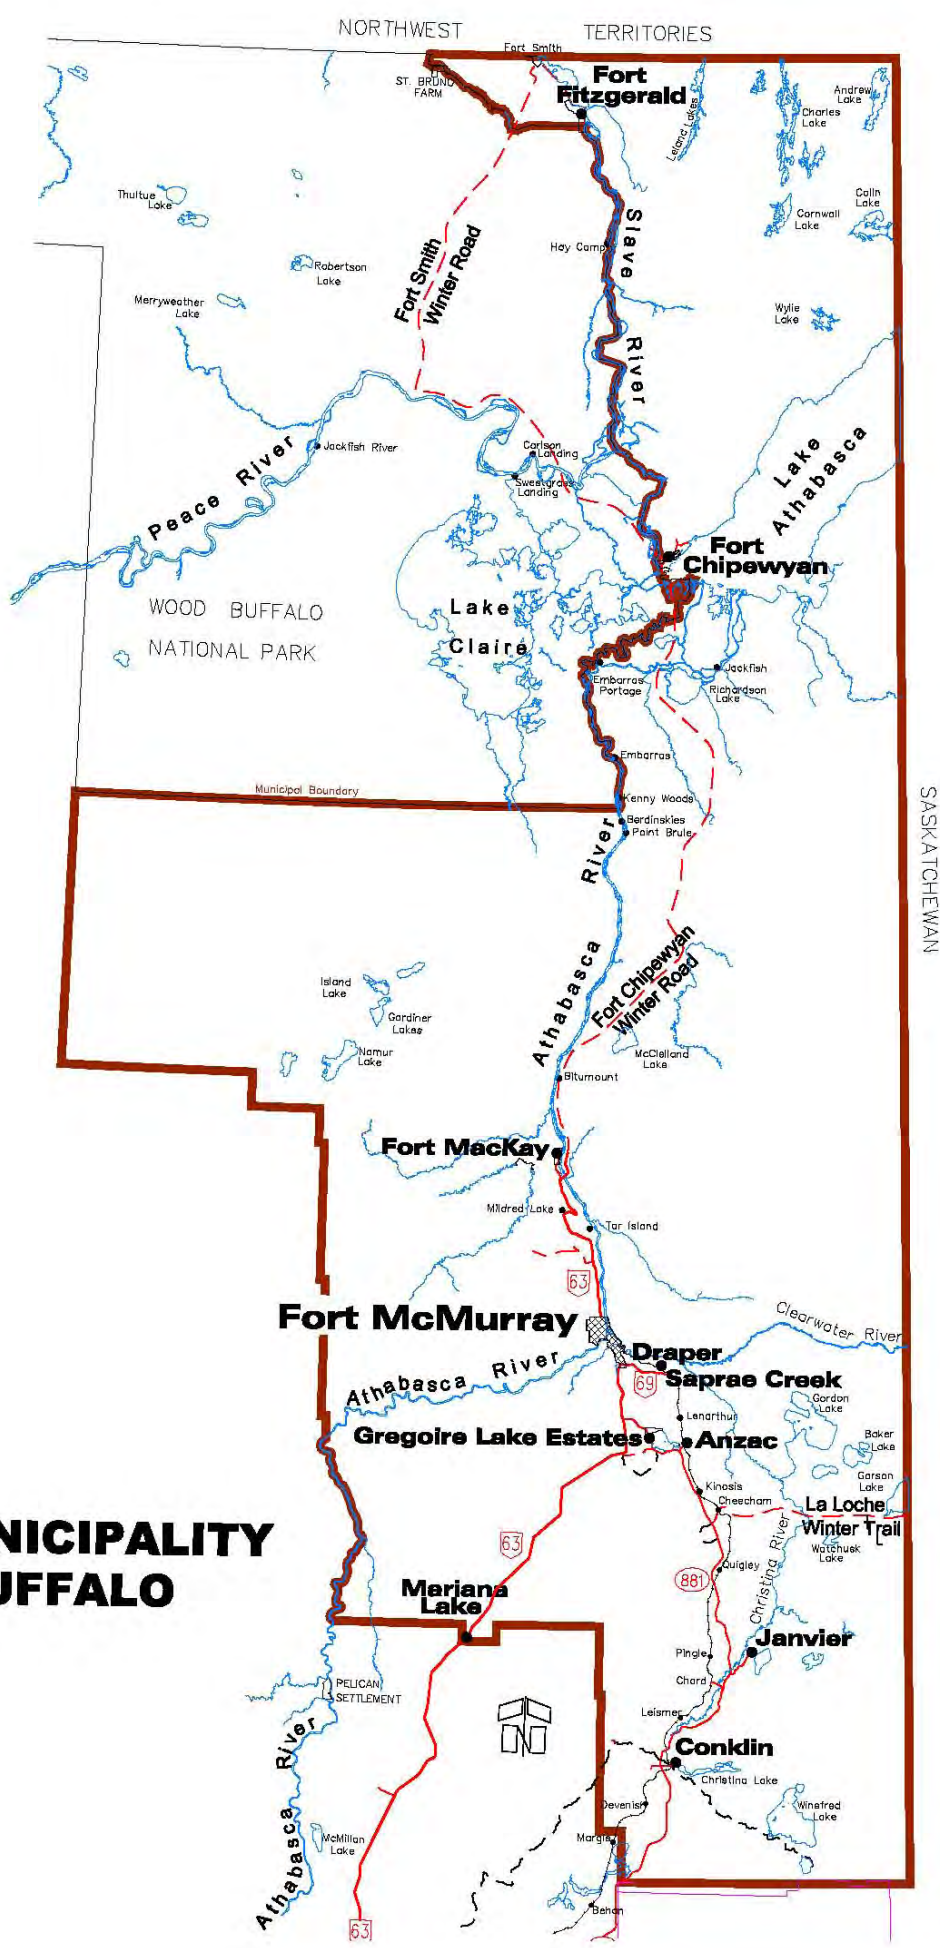 NORTHWEST TERRITORIES
Fort Smith
ST. BRUNO
FARM
Fort
Fitzgerald
Leland Lakes
Andrew
Lake
Charles
Lake
Thultue
Lake
Colin
Lake
Cornwall
Lake
Slave River
Hay Camp
Robertson
Lake
Fort Smith
Winter Road
Merryweather
Lake
Wylie
Lake
Lake
Athabasca
Peace River
Jackfish River
Carlson
Landing
Sweetgrass
Landing
Fort
Chipewyan
WOOD BUFFALO
NATIONAL PARK
Lake
Claire
Embarras
Portage
Jackfish
Richardson
Lake
Embarras
Municipal Boundary
Kenny Woods
Berdinskies
Point Brule
SASKATCHEWAN
Athabasca River
Fort Chipewyan
Winter Road
Island
Lake
Gardiner
Lakes
Namur
Lake
McClelland
Lake
Bitumount
Fort MacKay
Mildred Lake
Tar Island
63
Fort McMurray
Clearwater River
Draper
Saprae Creek
69
Athabasca River
Gordon
Lake
Lenarthur
Gregoire Lake Estates
Anzac
Baker
Lake
Garson
Lake
Kinosis
Cheecham
La Loche
Winter Trail
Watchusk
Lake
NICIPALITY
UFFALO
63
Quigley
881
Christina River
Mariana
Lake
Janvier
Pingle
Chard
PELICAN
SETTLEMENT
Leismer
Athabasca River
N
Conklin
Christina Lake
Devenish
Winefred
Lake
McMillan
Lake
Margie
Behan
63